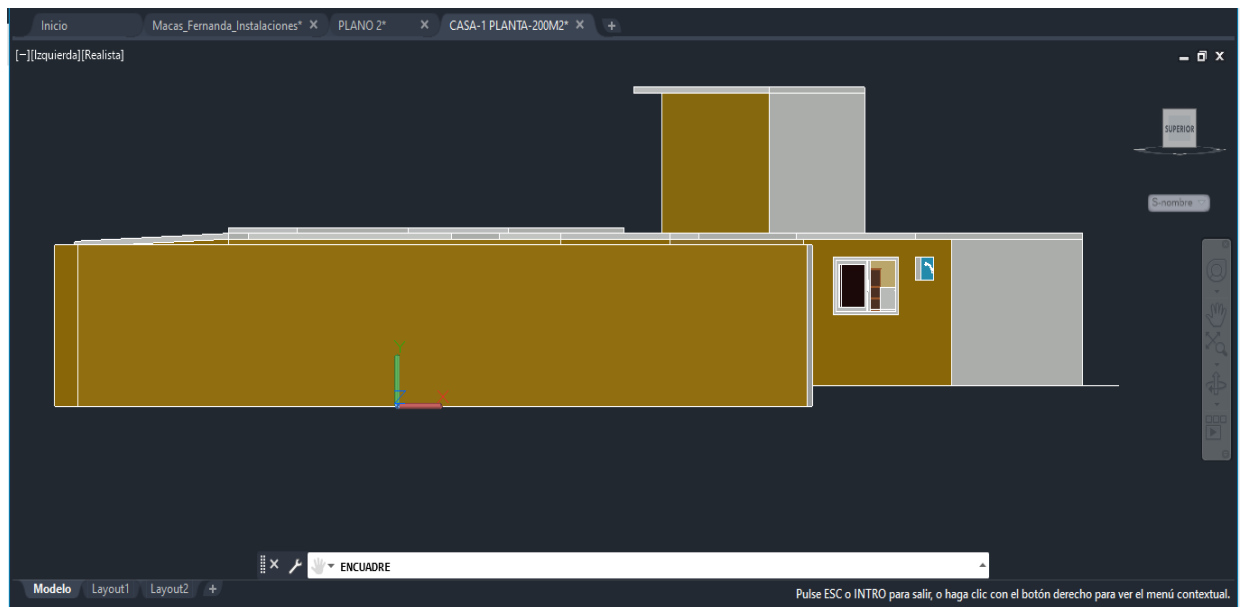 Inicio Macas_Fernanda_Instalaciones* PLANO 2* CASA-1 PLANTA-200M2*
[−][Izquierda][Realista]
SUPERIOR
S-nombre
Y
Z X
ENCUADRE
Modelo Layout1 Layout2 +
Pulse ESC o INTRO para salir, o haga clic con el botón derecho para ver el menú contextual.